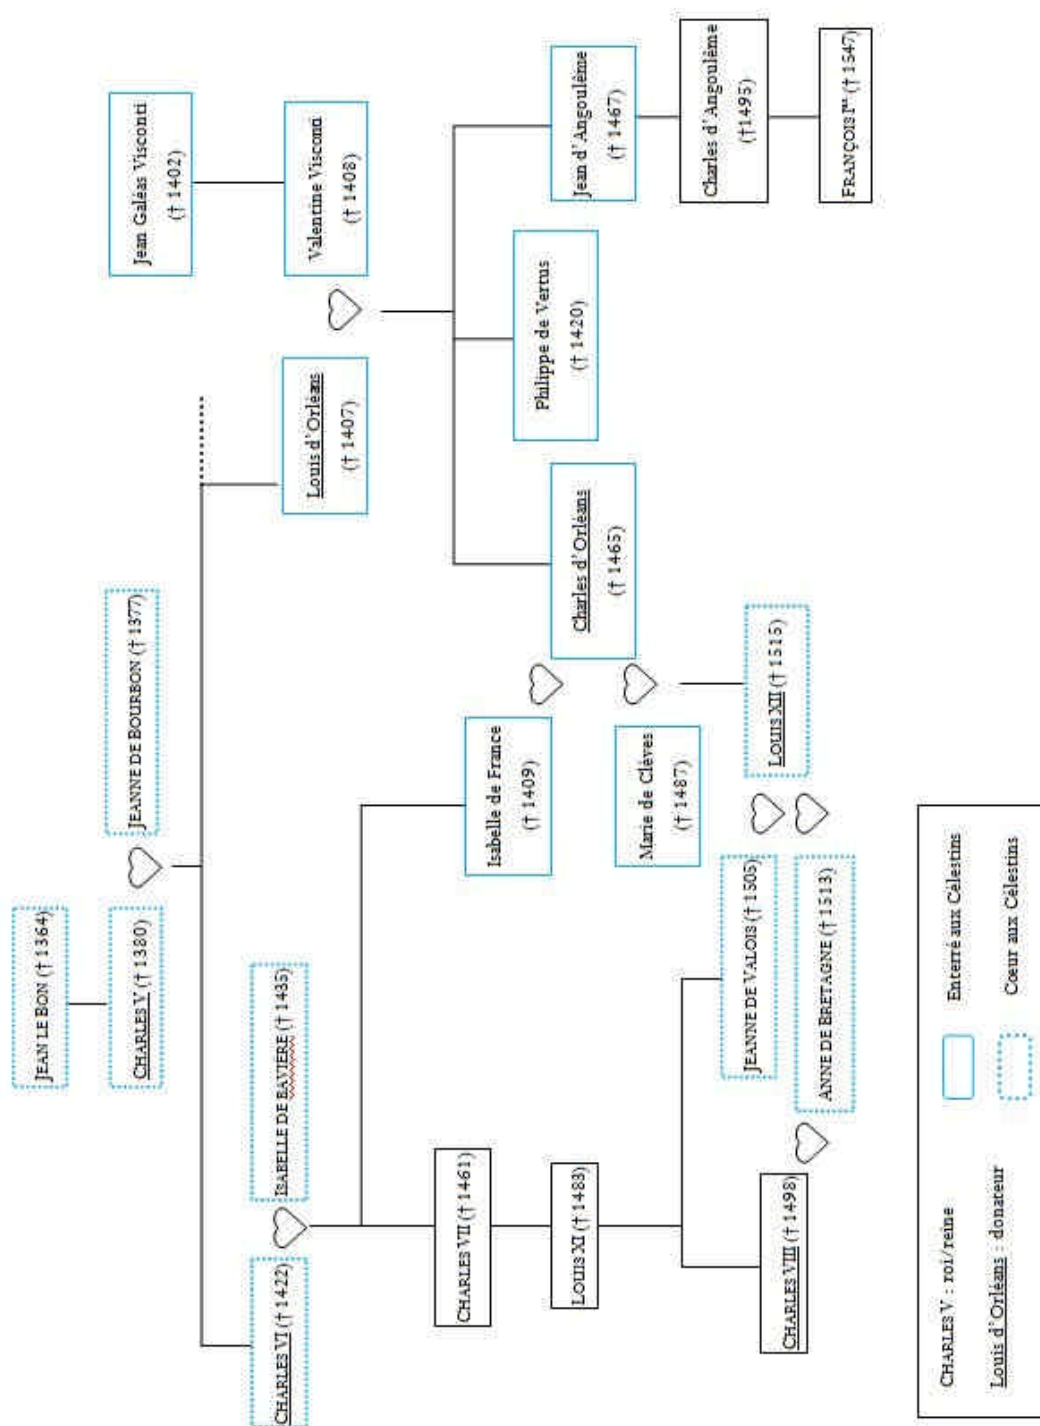 JEAN LE BON († 1364)
CHARLES V († 1380)
JEANNE DE BOURBON († 1377)
Jean Galéas Visconti
(† 1402)
CHARLES VI († 1422)
ISABELLE DE BAVIERE († 1435)
Louis d'Orléans
(† 1407)
Valentine Visconti
(† 1408)
CHARLES VII († 1461)
Isabelle de France
(† 1409)
Charles d'Orléans
(† 1465)
Philippe de Vertus
(† 1420)
Jean d'Angoulême
(† 1467)
LOUIS XI († 1483)
Marie de Clèves
(† 1487)
Charles d'Angoulême
(†1495)
CHARLES VIII († 1498)
JEANNE DE VALOIS († 1505)
ANNE DE BRETAGNE († 1513)
LOUIS XII († 1515)
FRANÇOIS Ier († 1547)
CHARLES V : roi/reine
Enterré aux Célestins
Louis d'Orléans : donateur
Cœur aux Célestins